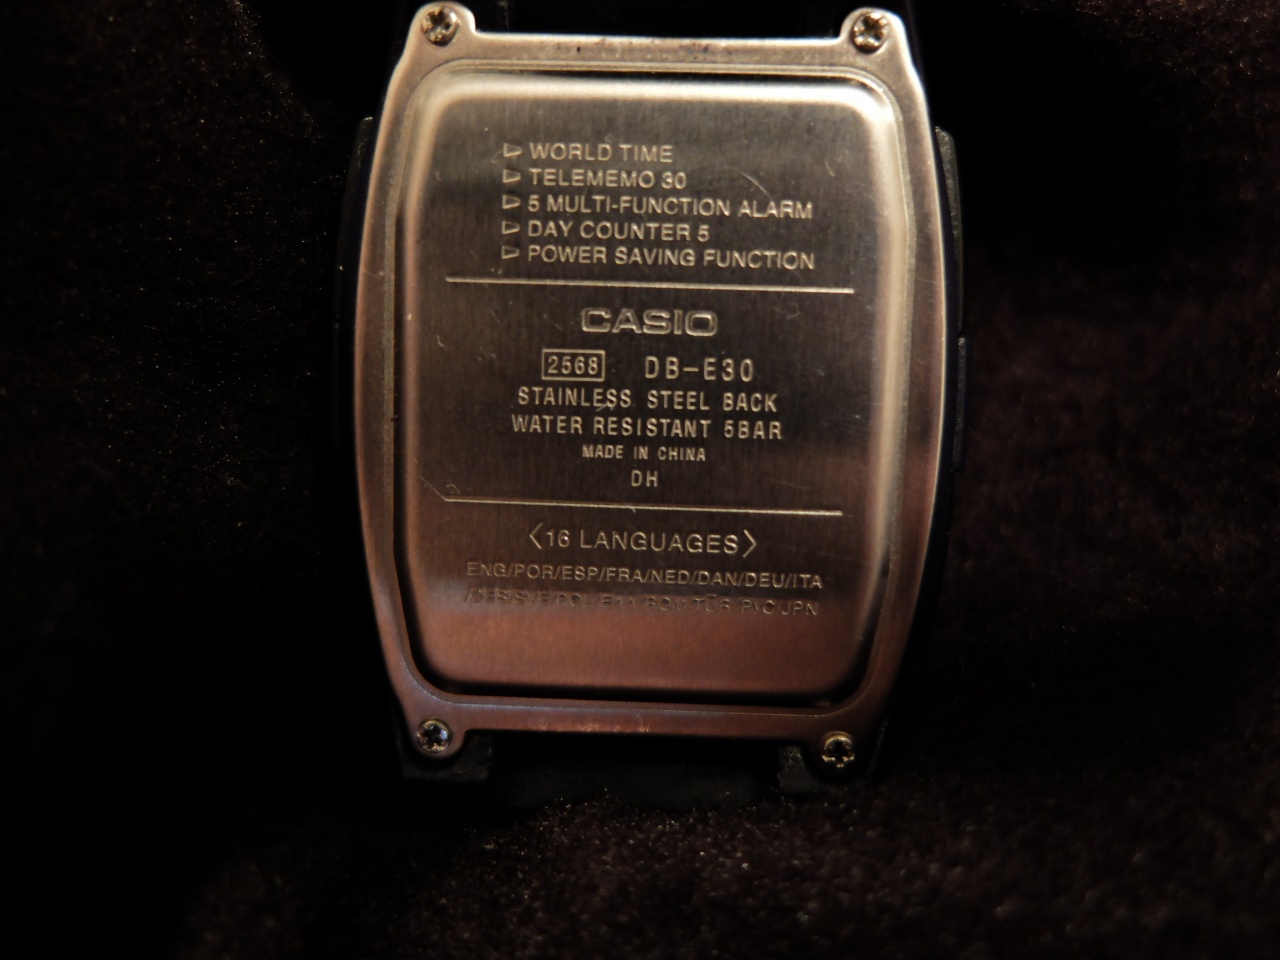 WORLD TIME
TELEMEMO 30
5 MULTI-FUNCTION ALARM
DAY COUNTER 5
POWER SAVING FUNCTION
CASIO
2568 DB-E30
STAINLESS STEEL BACK
WATER RESISTANT 5BAR
MADE IN CHINA
DH
<16 LANGUAGES>
ENG/POR/ESP/FRA/NED/DAN/DEU/ITA
/JPN